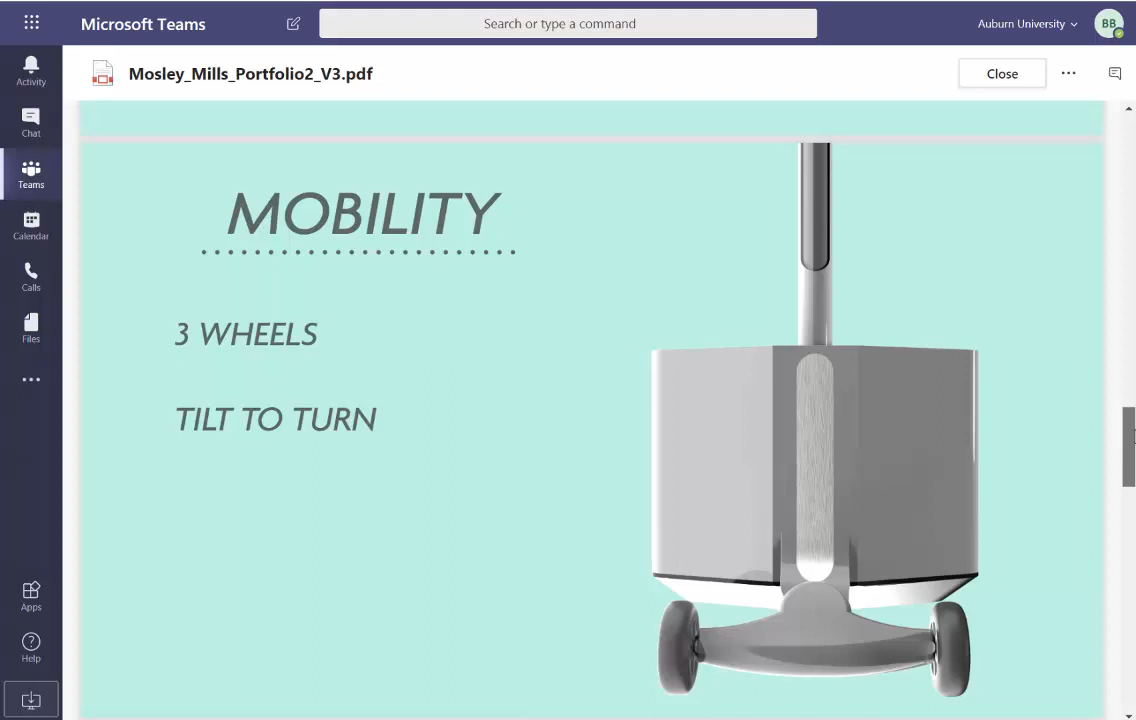 Microsoft Teams
Search or type a command
Auburn University
BB
Activity
Chat
Teams
Calendar
Calls
Files
Apps
Help
Mosley_Mills_Portfolio2_V3.pdf
Close
MOBILITY
3 WHEELS
TILT TO TURN